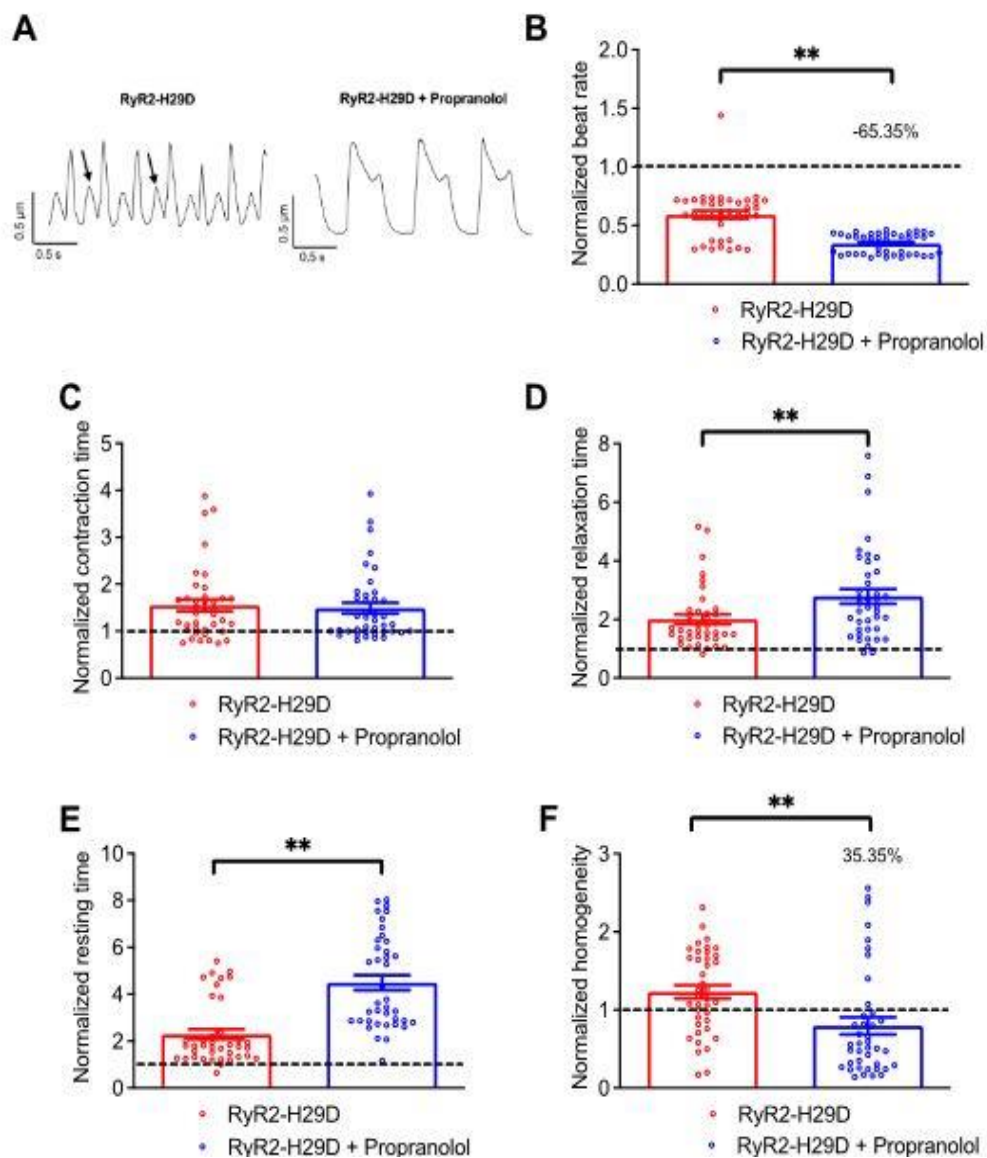 A
RyR2-H29D
RyR2-H29D + Propranolol
0.5 μm
0.5 s
0.5 μm
0.5 s
B
Normalized beat rate
2.0
1.5
1.0
0.5
0.0
**
-65.35%
RyR2-H29D
RyR2-H29D + Propranolol
C
Normalized contraction time
5
4
3
2
1
0
RyR2-H29D
RyR2-H29D + Propranolol
D
Normalized relaxation time
8
6
4
2
0
**
RyR2-H29D
RyR2-H29D + Propranolol
E
Normalized resting time
10
8
6
4
2
0
**
RyR2-H29D
RyR2-H29D + Propranolol
F
Normalized homogeneity
3
2
1
0
**
35.35%
RyR2-H29D
RyR2-H29D + Propranolol